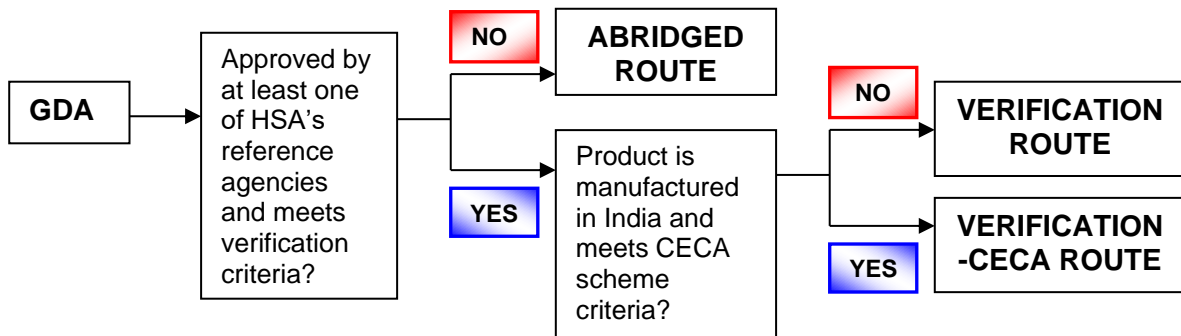 GDA
Approved by
at least one
of HSA’s
reference
agencies
and meets
verification
criteria?
NO
ABRIDGED
ROUTE
YES
Product is
manufactured
in India and
meets CECA
scheme
criteria?
NO
VERIFICATION
ROUTE
YES
VERIFICATION
-CECA ROUTE